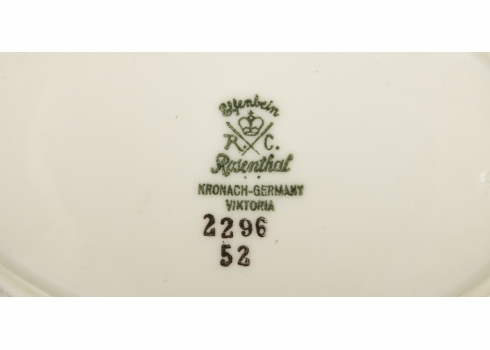 Elfenbein
R. C.
Rosenthal
KRONACH-GERMANY
VIKTORIA
2296
52